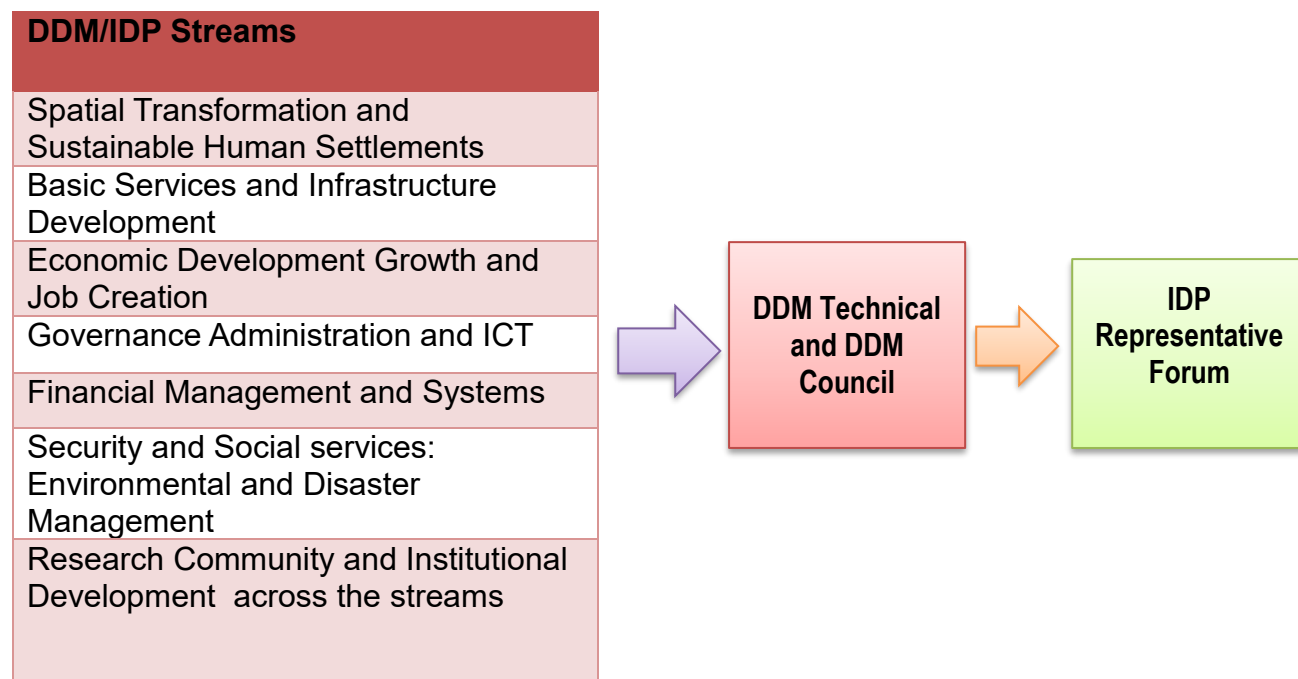 DDM/IDP Streams
Spatial Transformation and
Sustainable Human Settlements
Basic Services and Infrastructure
Development
Economic Development Growth and
Job Creation
Governance Administration and ICT
Financial Management and Systems
Security and Social services:
Environmental and Disaster
Management
Research Community and Institutional
Development  across the streams
DDM Technical
and DDM
Council
IDP
Representative
Forum